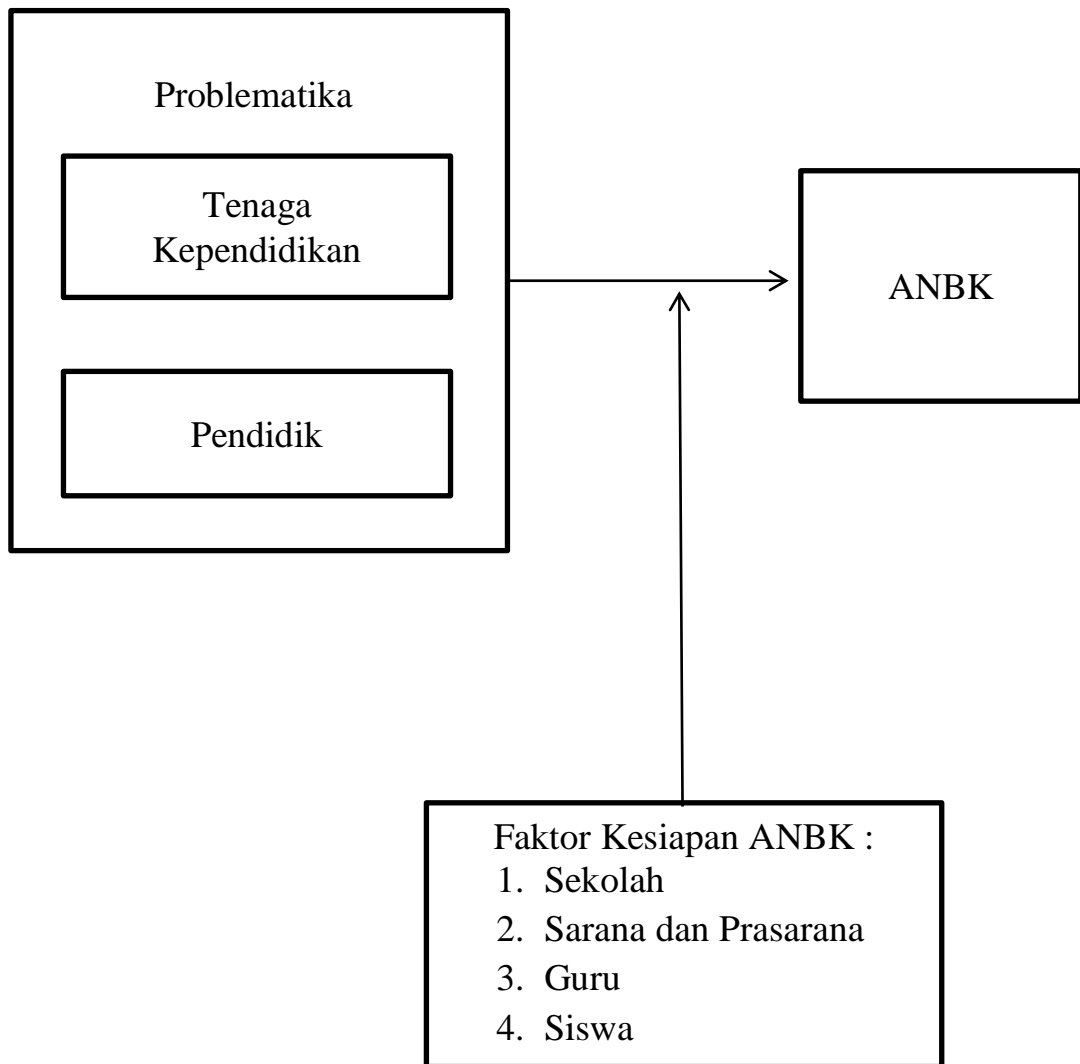 Problematika
Tenaga
Kependidikan
Pendidik
ANBK
Faktor Kesiapan ANBK :
1. Sekolah
2. Sarana dan Prasarana
3. Guru
4. Siswa